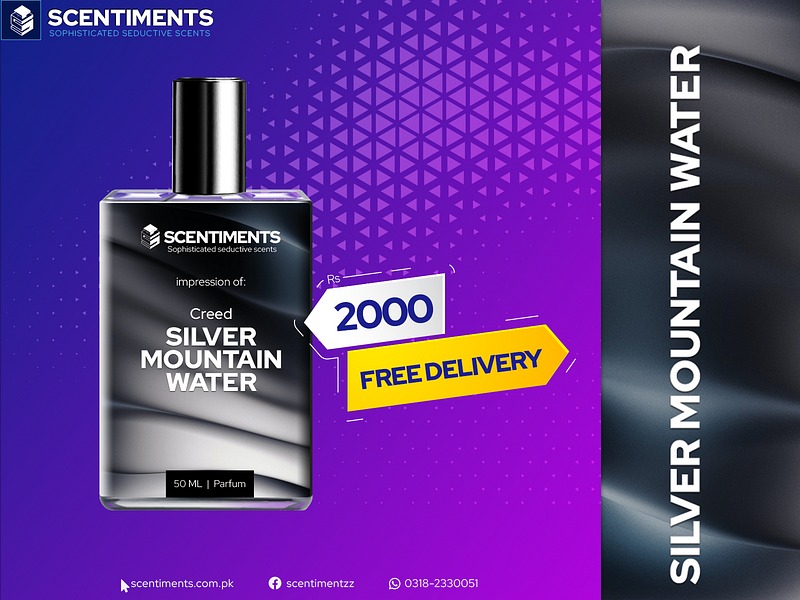 SCENTIMENTS
SOPHISTICATED SEDUCTIVE SCENTS
SCENTIMENTS
Sophisticated seductive scents
impression of:
Creed
SILVER
MOUNTAIN
WATER
50 ML | Parfum
Rs
2000
FREE DELIVERY
SILVER MOUNTAIN WATER
scentiments.com.pk
scentimentzz
0318-2330051